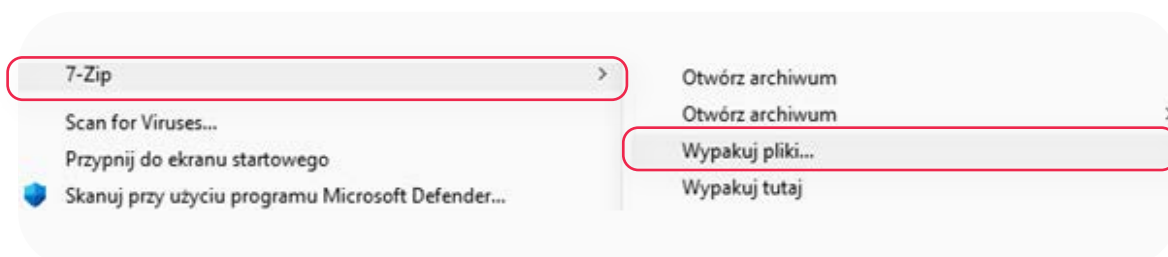 7-Zip
Scan for Viruses...
Przypnij do ekranu startowego
Skanuj przy użyciu programu Microsoft Defender...
Otwórz archiwum
Otwórz archiwum
Wypakuj pliki...
Wypakuj tutaj